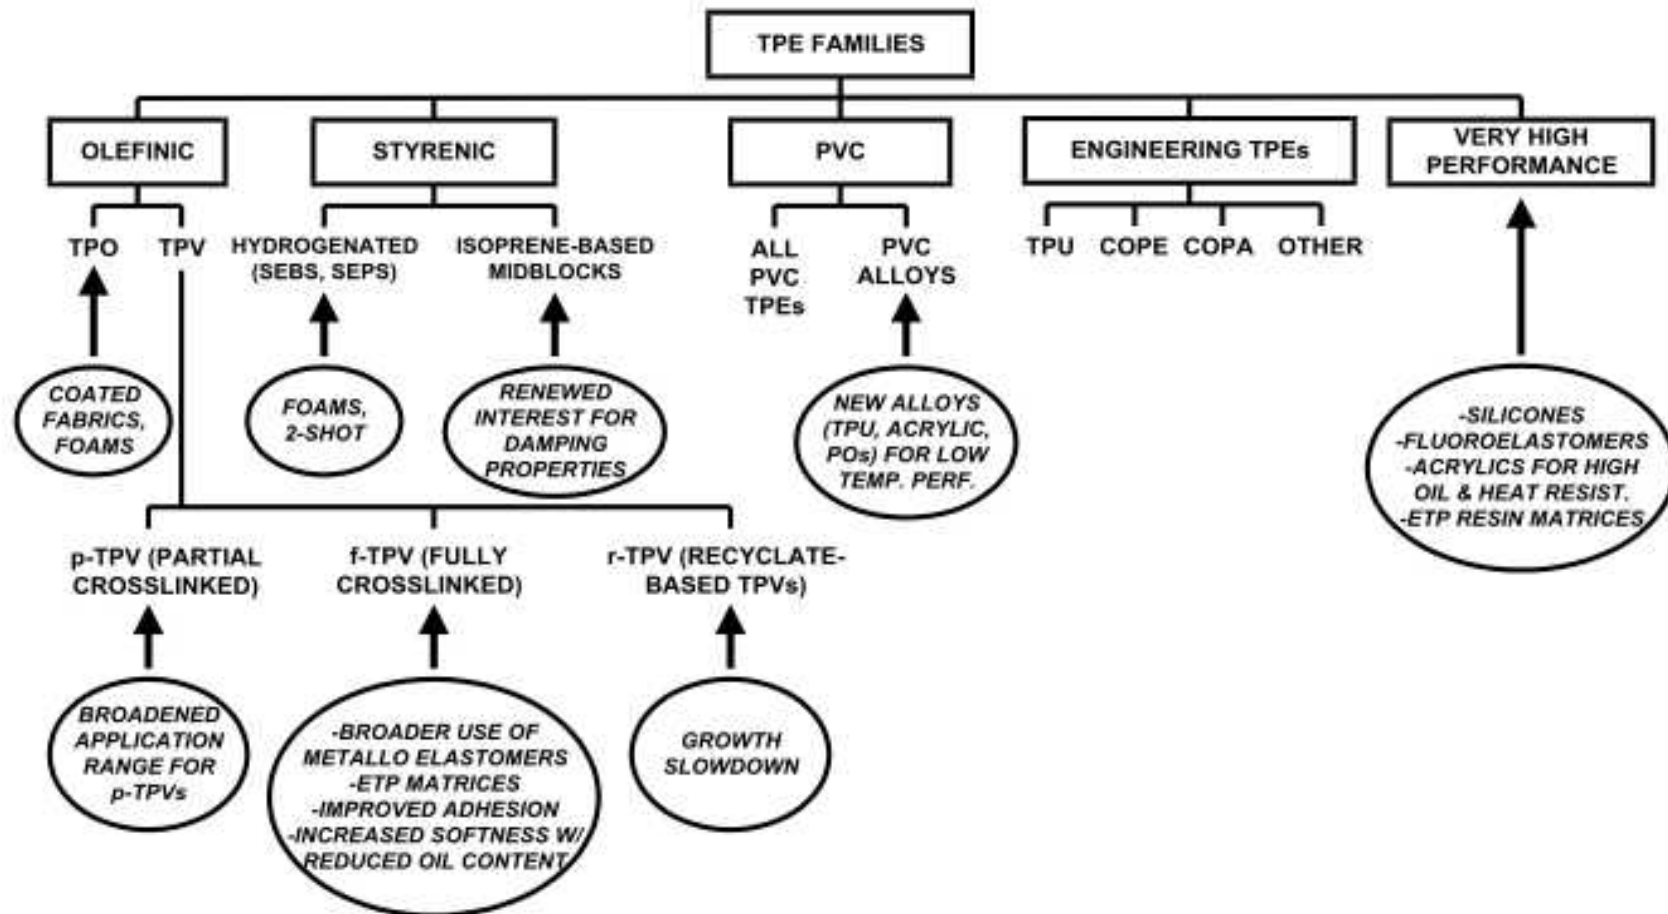 TPE FAMILIES
OLEFINIC
STYRENIC
PVC
ENGINEERING TPEs
VERY HIGH
PERFORMANCE
TPO
TPV
HYDROGENATED
(SEBS, SEPS)
ISOPRENE-BASED
MIDBLOCKS
ALL
PVC
TPEs
PVC
ALLOYS
TPU
COPE
COPA
OTHER
COATED
FABRICS,
FOAMS
FOAMS,
2-SHOT
RENEWED
INTEREST FOR
DAMPING
PROPERTIES
NEW ALLOYS
(TPU, ACRYLIC,
POs) FOR LOW
TEMP. PERF.
-SILICONES
-FLUOROELASTOMERS
-ACRYLICS FOR HIGH
OIL & HEAT RESIST.
-ETP RESIN MATRICES
p-TPV (PARTIAL
CROSSLINKED)
f-TPV (FULLY
CROSSLINKED)
r-TPV (RECYCLATE-
BASED TPVs)
BROADENED
APPLICATION
RANGE FOR
p-TPVs
-BROADER USE OF
METALLO ELASTOMERS
-ETP MATRICES
-IMPROVED ADHESION
-INCREASED SOFTNESS W/
REDUCED OIL CONTENT
GROWTH
SLOWDOWN